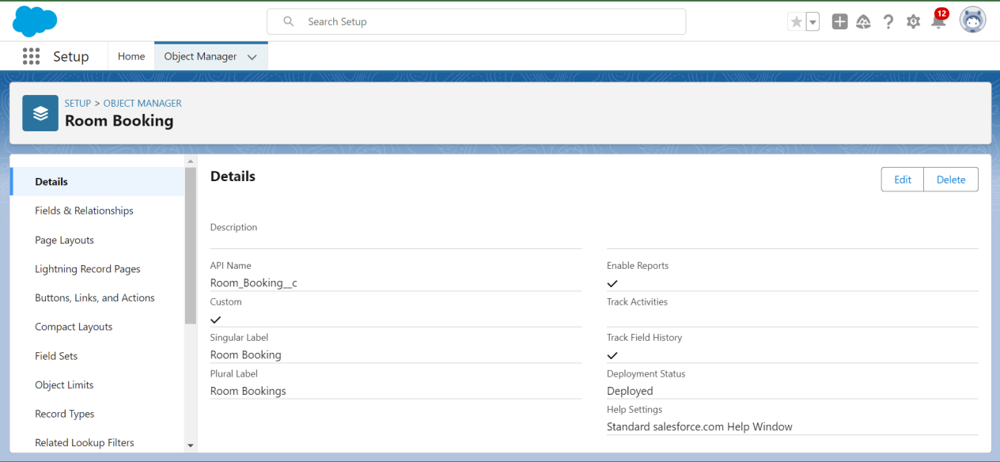 Search Setup
12
Setup
Home
Object Manager
SETUP > OBJECT MANAGER
Room Booking
Details
Fields & Relationships
Page Layouts
Lightning Record Pages
Buttons, Links, and Actions
Compact Layouts
Field Sets
Object Limits
Record Types
Related Lookup Filters
Details
Edit
Delete
Description
API Name
Room_Booking__c
Custom
Singular Label
Room Booking
Plural Label
Room Bookings
Enable Reports
Track Activities
Track Field History
Deployment Status
Deployed
Help Settings
Standard salesforce.com Help Window